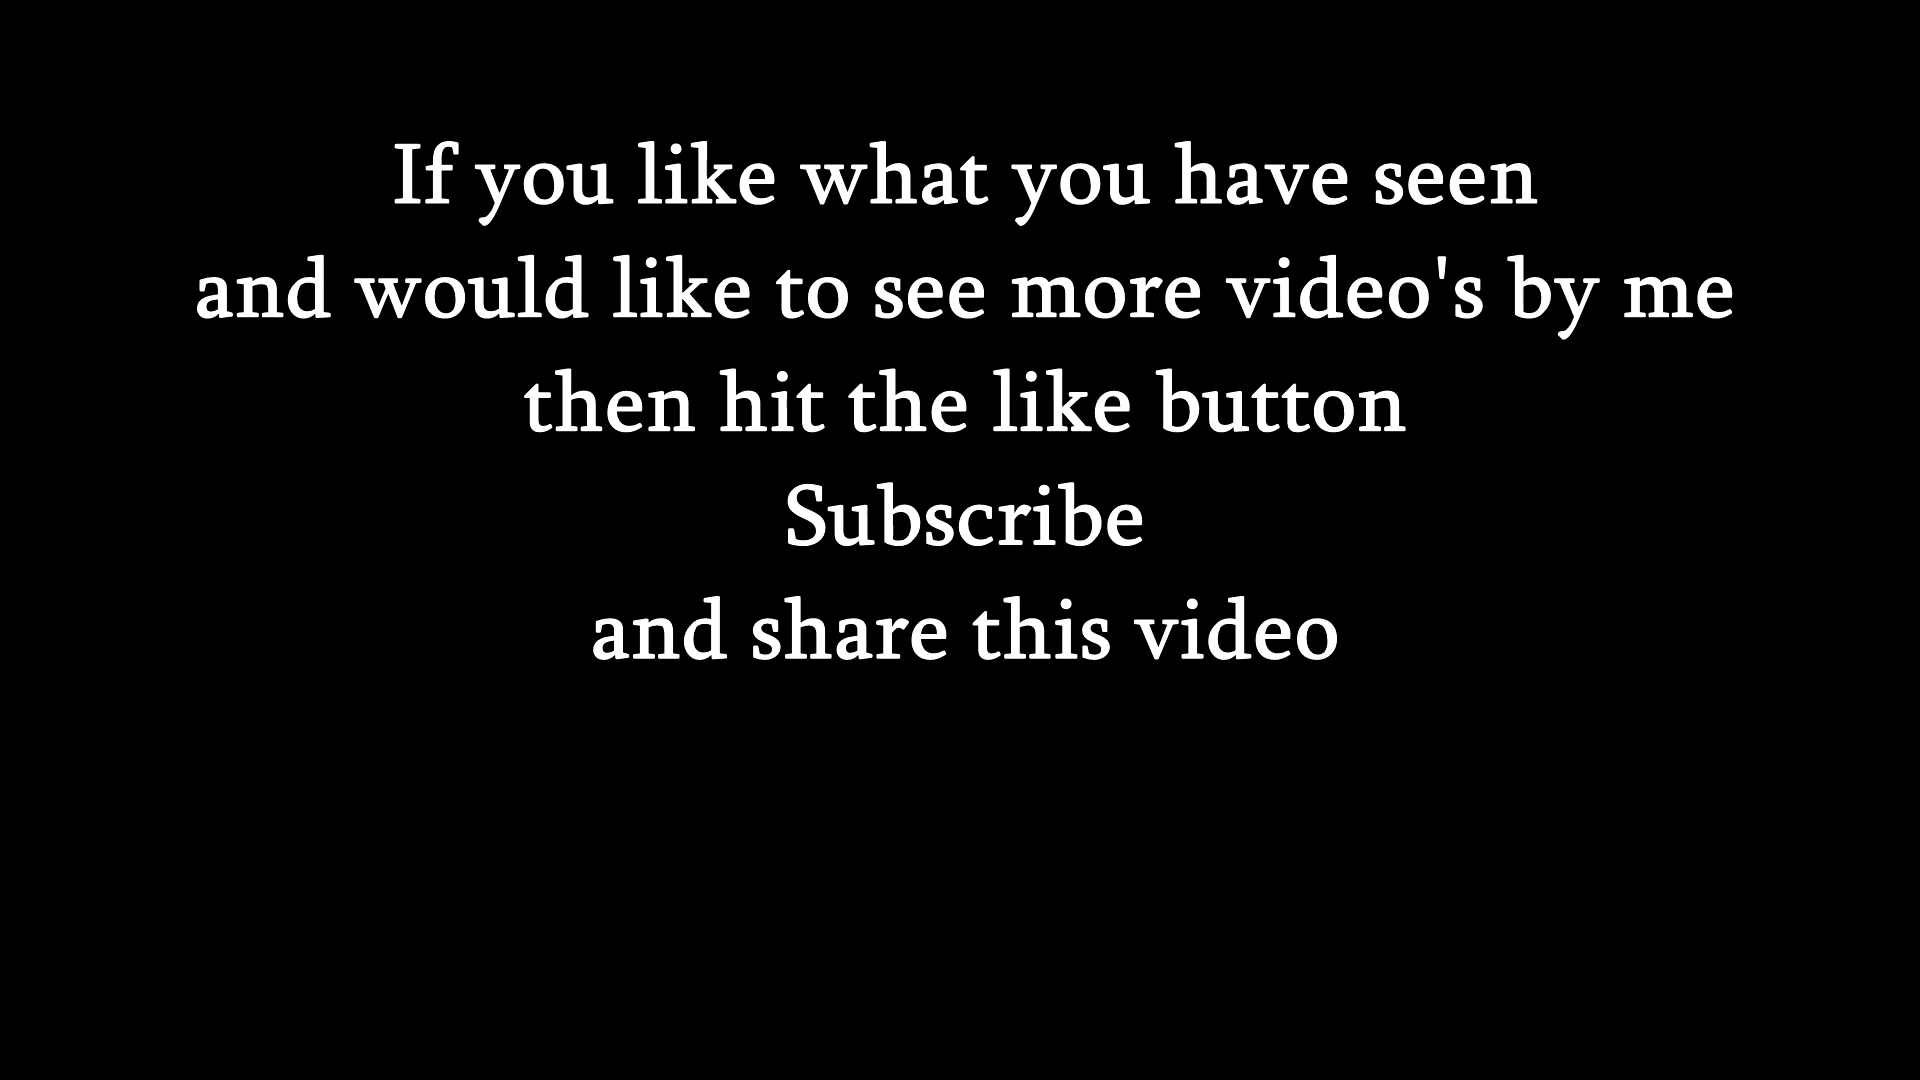 If you like what you have seen
and would like to see more video's by me
then hit the like button
Subscribe
and share this video